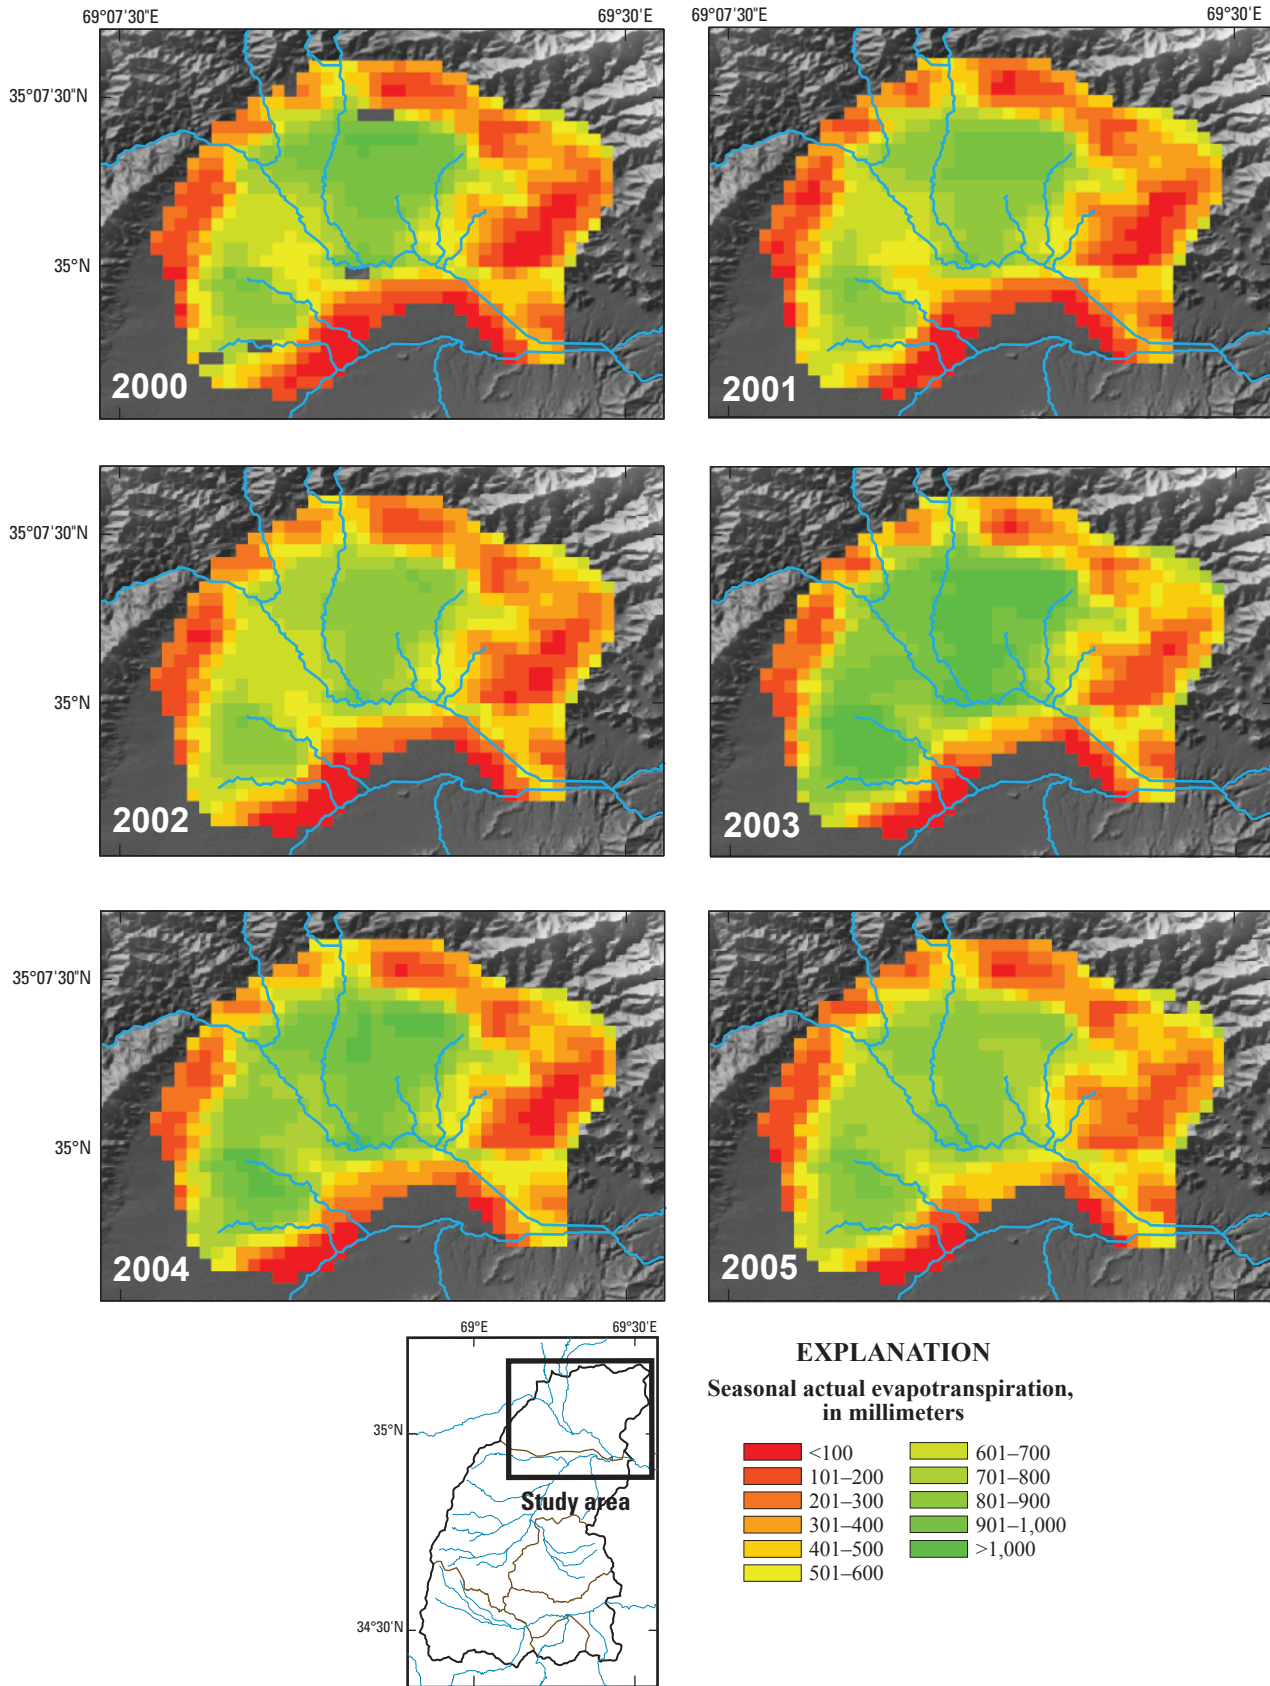 69°07'30"E
69°30'E
69°07'30"E
69°30'E
35°07'30"N
35°N
2000
2001
35°07'30"N
35°N
2002
2003
35°07'30"N
35°N
2004
2005
69°E
69°30'E
35°N
34°30'N
Study area
EXPLANATION
Seasonal actual evapotranspiration,
in millimeters
<100
101–200
201–300
301–400
401–500
501–600
601–700
701–800
801–900
901–1,000
>1,000